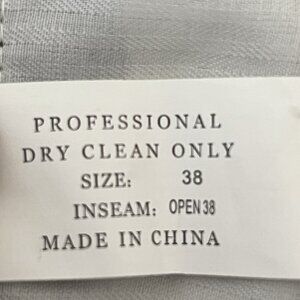 PROFESSIONAL
DRY CLEAN ONLY
SIZE: 38
INSEAM: OPEN 38
MADE IN CHINA